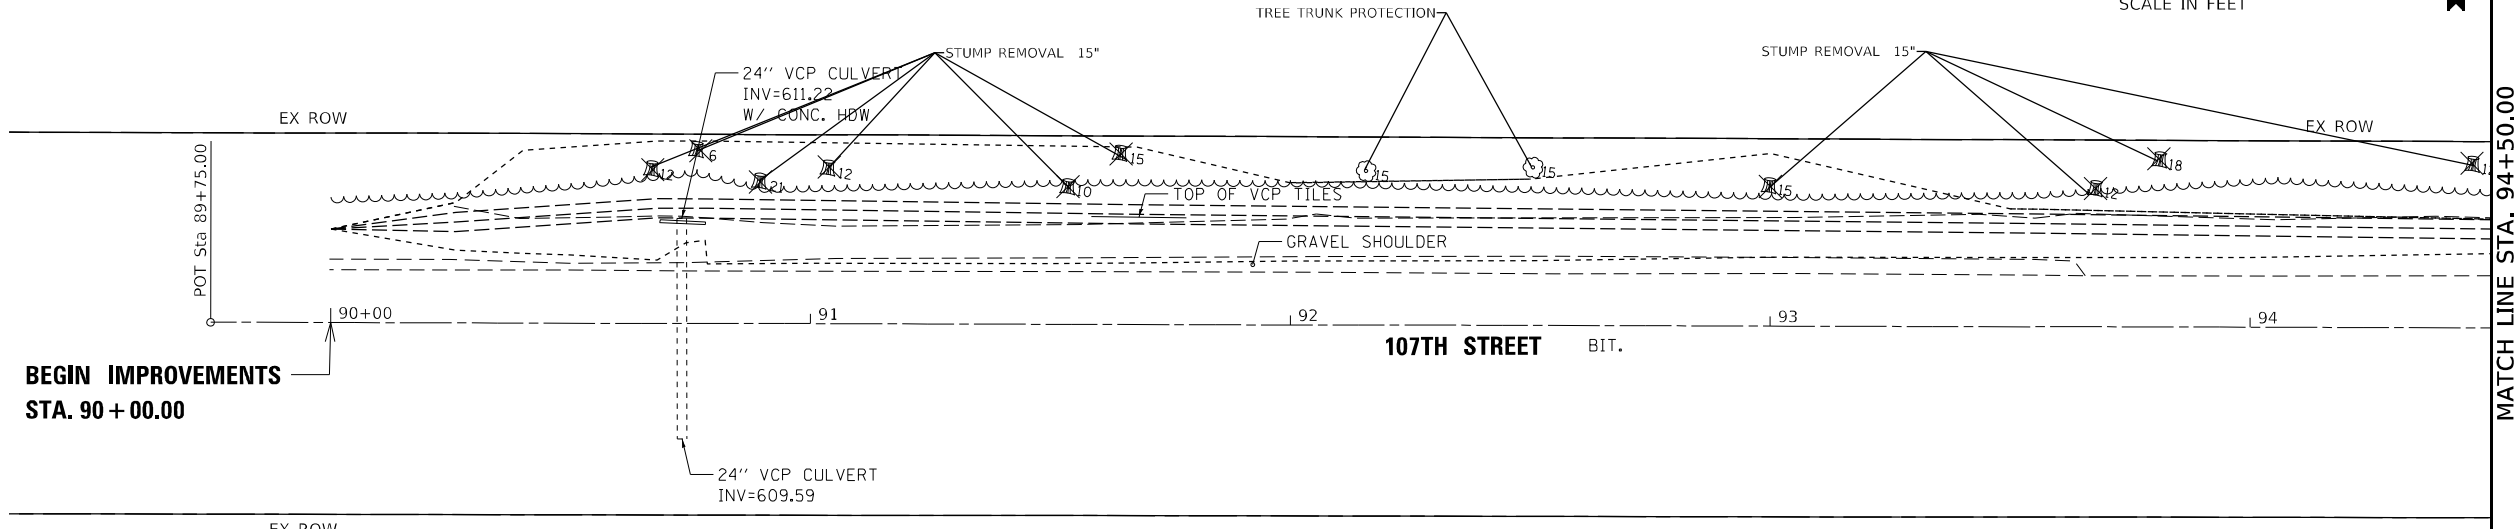 SCALE IN FEET
TREE TRUNK PROTECTION
STUMP REMOVAL 15"
STUMP REMOVAL 15"
24'' VCP CULVERT
INV=611.22
W/ CONC. HDW
EX ROW
EX ROW
POT Sta 89+75.00
12
6
21
12
10
15
15
15
15
12
18
TOP OF VCP TILES
GRAVEL SHOULDER
90+00
91
92
93
94
107TH STREET
BIT.
BEGIN IMPROVEMENTS
STA. 90+00.00
24'' VCP CULVERT
INV=609.59
EX ROW
MATCH LINE STA. 94+50.00